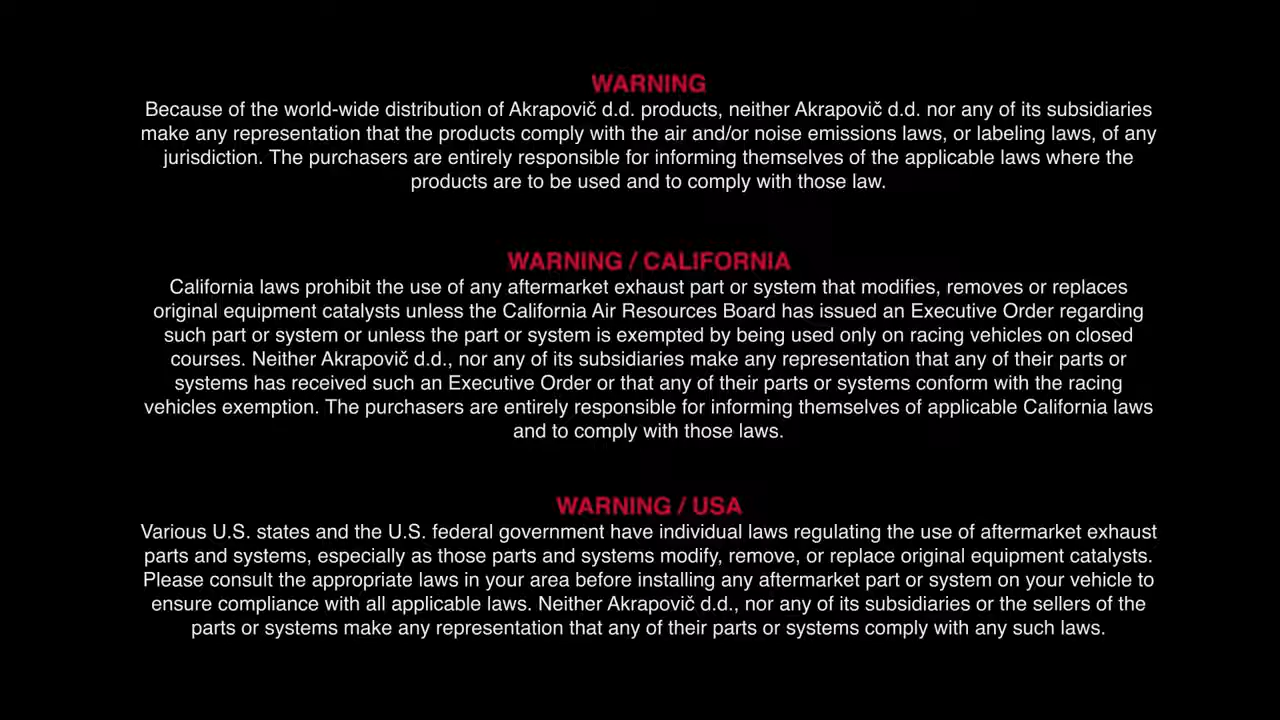 WARNING
Because of the world-wide distribution of Akrapovič d.d. products, neither Akrapovič d.d. nor any of its subsidiaries
make any representation that the products comply with the air and/or noise emissions laws, or labeling laws, of any
jurisdiction. The purchasers are entirely responsible for informing themselves of the applicable laws where the
products are to be used and to comply with those law.
WARNING / CALIFORNIA
California laws prohibit the use of any aftermarket exhaust part or system that modifies, removes or replaces
original equipment catalysts unless the California Air Resources Board has issued an Executive Order regarding
such part or system or unless the part or system is exempted by being used only on racing vehicles on closed
courses. Neither Akrapovič d.d., nor any of its subsidiaries make any representation that any of their parts or
systems has received such an Executive Order or that any of their parts or systems conform with the racing
vehicles exemption. The purchasers are entirely responsible for informing themselves of applicable California laws
and to comply with those laws.
WARNING / USA
Various U.S. states and the U.S. federal government have individual laws regulating the use of aftermarket exhaust
parts and systems, especially as those parts and systems modify, remove, or replace original equipment catalysts.
Please consult the appropriate laws in your area before installing any aftermarket part or system on your vehicle to
ensure compliance with all applicable laws. Neither Akrapovič d.d., nor any of its subsidiaries or the sellers of the
parts or systems make any representation that any of their parts or systems comply with any such laws.